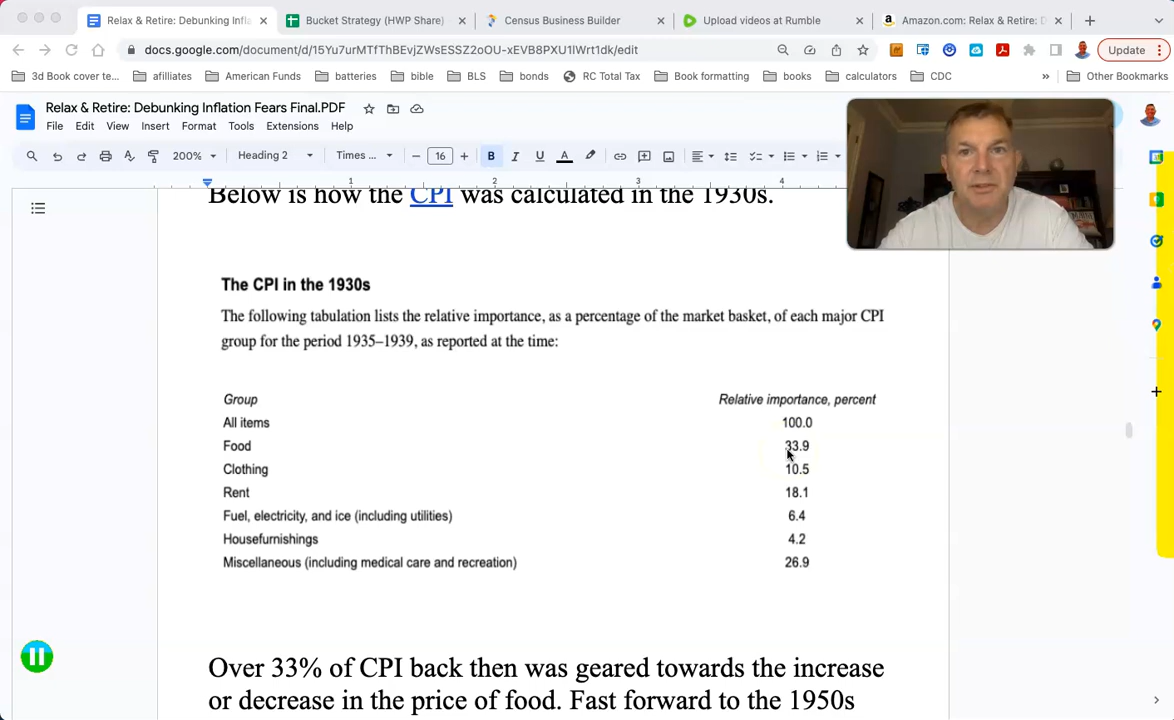 Relax & Retire: Debunking Infla
Bucket Strategy (HWP Share)
Census Business Builder
Upload videos at Rumble
Amazon.com: Relax & Retire: D
docs.google.com/document/d/15Yu7urMTfThBEvjZWsESSZ2oOU-xEVB8PXU1lWrt1dk/edit
Update
3d Book cover te...
afiliiates
American Funds
batteries
bible
BLS
bonds
RC Total Tax
Book formatting
books
calculators
CDC
Other Bookmarks
Relax & Retire: Debunking Inflation Fears Final.PDF
File Edit View Insert Format Tools Extensions Help
200% Heading 2 Times ... 16 B I U A
1 2 3 4
Below is how the CPI was calculated in the 1930s.
The CPI in the 1930s
The following tabulation lists the relative importance, as a percentage of the market basket, of each major CPI
group for the period 1935–1939, as reported at the time:
Group Relative importance, percent
All items 100.0
Food 33.9
Clothing 10.5
Rent 18.1
Fuel, electricity, and ice (including utilities) 6.4
Housefurnishings 4.2
Miscellaneous (including medical care and recreation) 26.9
Over 33% of CPI back then was geared towards the increase
or decrease in the price of food. Fast forward to the 1950s